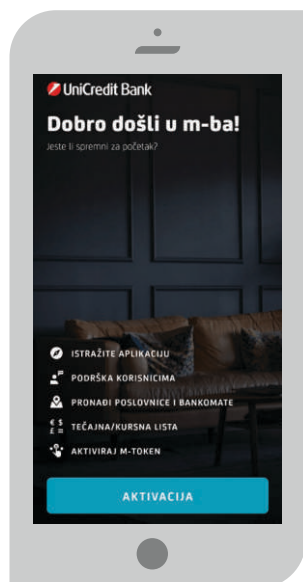 UniCredit Bank
Dobro došli u m-ba!
Jeste li spremni za početak?
ISTRAŽITE APLIKACIJU
PODRŠKA KORISNICIMA
PRONAĐI POSLOVNICE I BANKOMATE
€ $
£ ¤ TEČAJNA/KURSNA LISTA
AKTIVIRAJ M-TOKEN
AKTIVACIJA